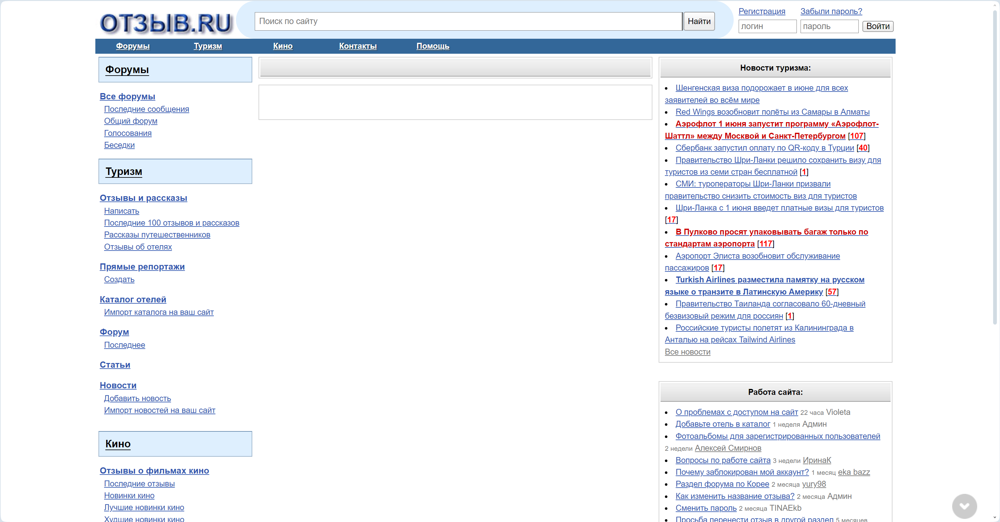 ОТЗЫВ.RU
Поиск по сайту
Найти
Регистрация
Забыли пароль?
логин
пароль
Войти
Форумы
Туризм
Кино
Контакты
Помощь
Форумы
Все форумы
Последние сообщения
Общий форум
Голосования
Беседки
Туризм
Отзывы и рассказы
Написать
Последние 100 отзывов и рассказов
Рассказы путешественников
Отзывы об отелях
Прямые репортажи
Создать
Каталог отелей
Импорт каталога на ваш сайт
Форум
Последнее
Статьи
Новости
Добавить новость
Импорт новостей на ваш сайт
Кино
Отзывы о фильмах кино
Последние отзывы
Новинки кино
Лучшие новинки кино
Худшие новинки кино
Новости туризма:
Шенгенская виза подорожает в июне для всех
заявителей во всём мире
Red Wings возобновит полёты из Самары в Алматы
Аэрофлот 1 июня запустит программу «Аэрофлот-
Шаттл» между Москвой и Санкт-Петербургом [107]
Сбербанк запустил оплату по QR-коду в Турции [40]
Правительство Шри-Ланки решило сохранить визу для
туристов из семи стран бесплатной [1]
СМИ: туроператоры Шри-Ланки призвали
правительство снизить стоимость виз для туристов
Шри-Ланка с 1 июня введет платные визы для туристов
[17]
В Пулково просят упаковывать багаж только по
стандартам аэропорта [117]
Аэропорт Элиста возобновит обслуживание
пассажиров [17]
Turkish Airlines разместила памятку на русском
языке о транзите в Латинскую Америку [57]
Правительство Таиланда согласовало 60-дневный
безвизовый режим для россиян [1]
Российские туристы полетят из Калининграда в
Анталью на рейсах Tailwind Airlines
Все новости
Работа сайта:
О проблемах с доступом на сайт 22 часа Violeta
Добавьте отель в каталог 1 неделя Админ
Фотоальбомы для зарегистрированных пользователей
2 недели Алексей Смирнов
Вопросы по работе сайта 3 недели ИринаК
Почему заблокирован мой аккаунт? 1 месяц eka bazz
Раздел форума по Корее 2 месяца yury98
Как изменить название отзыва? 2 месяца Админ
Сменить пароль 2 месяца TINAEkb
Просьба перенести отзыв в другой раздел 5 месяцев